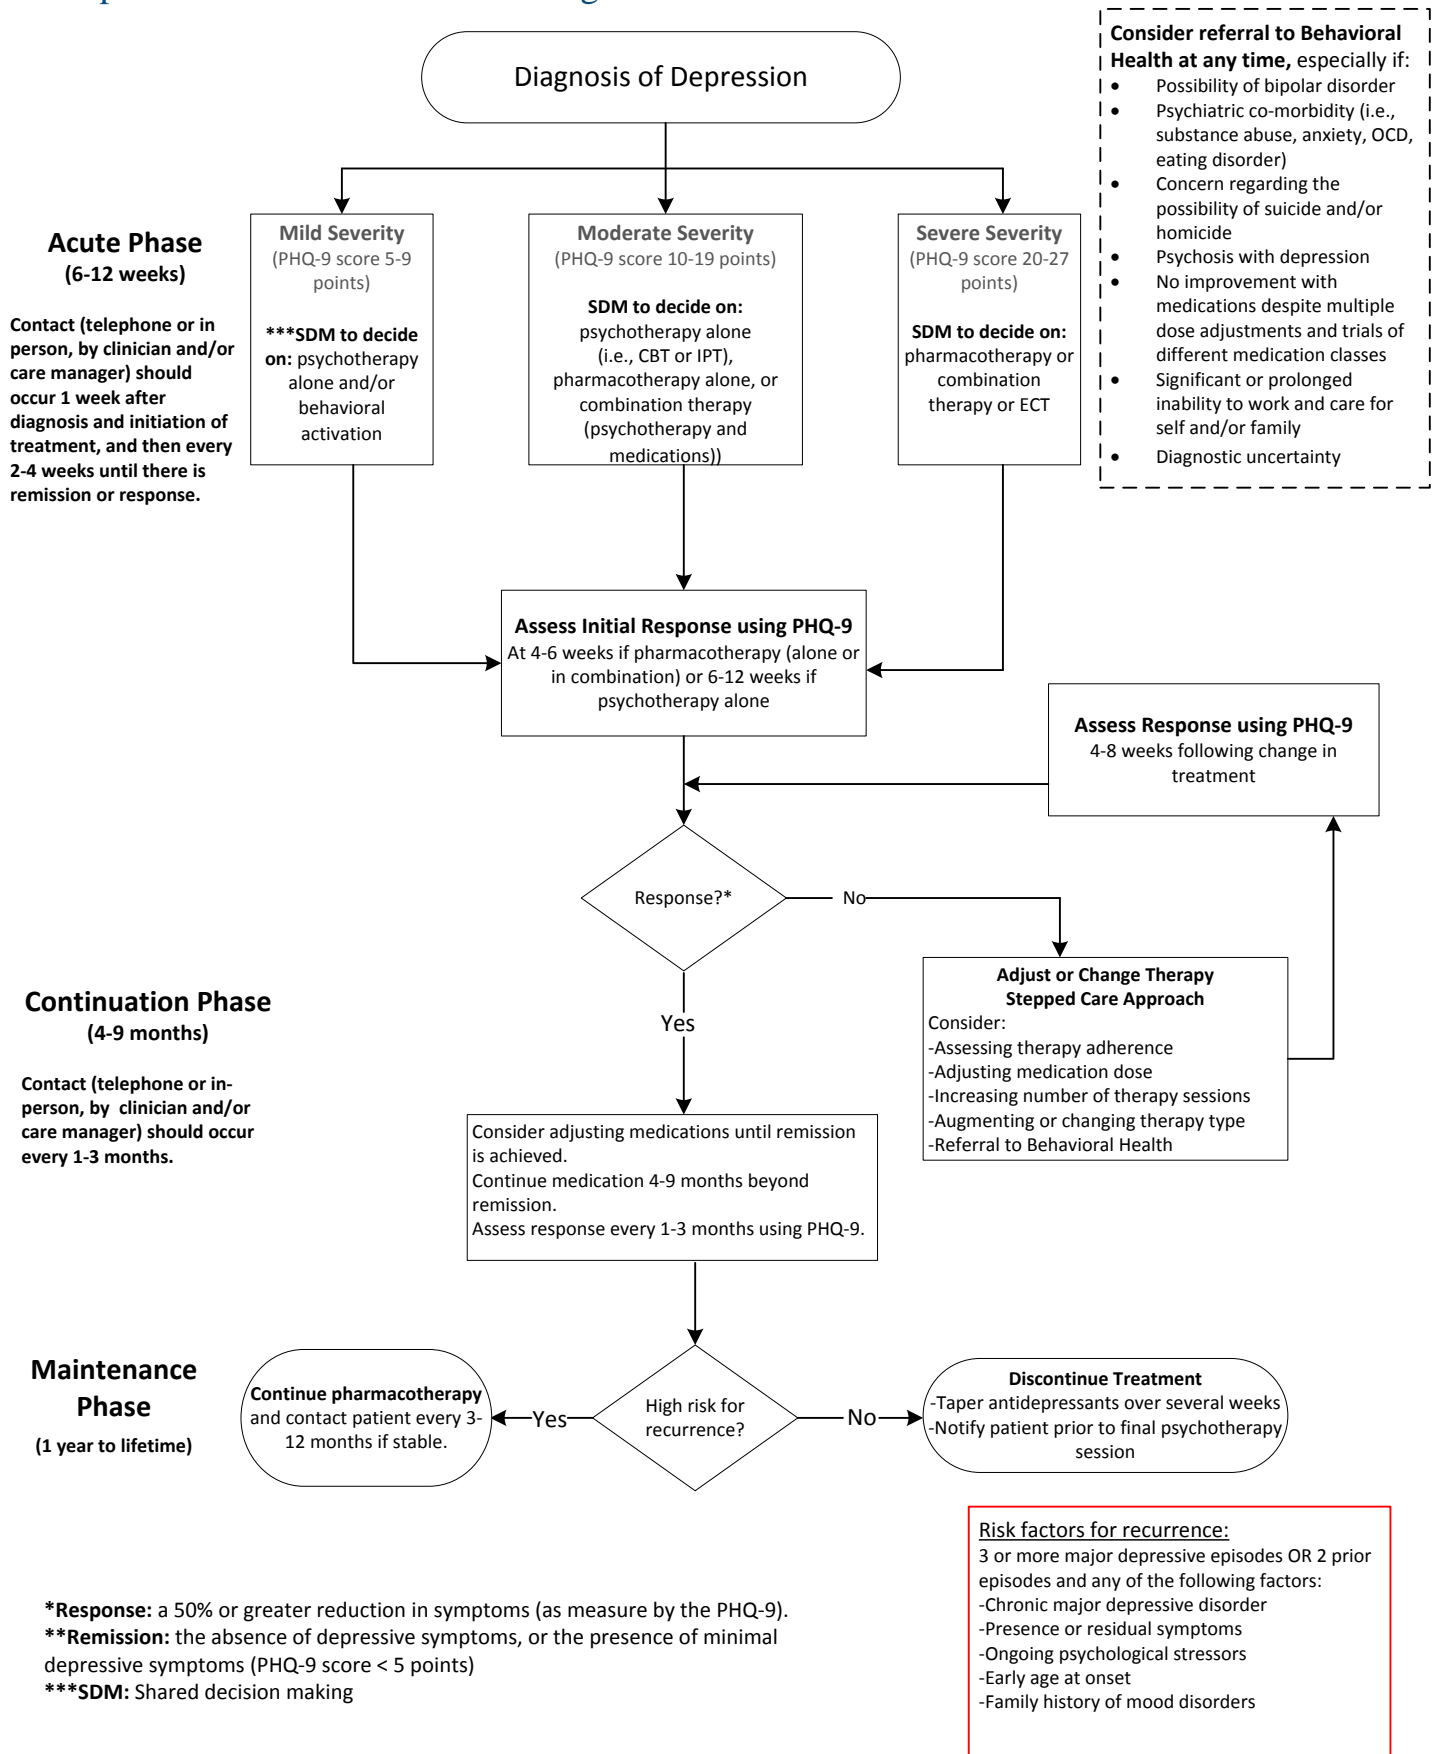 Diagnosis of Depression
Consider referral to Behavioral
Health at any time, especially if:
• Possibility of bipolar disorder
• Psychiatric co-morbidity (i.e.,
substance abuse, anxiety, OCD,
eating disorder)
• Concern regarding the
possibility of suicide and/or
homicide
• Psychosis with depression
• No improvement with
medications despite multiple
dose adjustments and trials of
different medication classes
• Significant or prolonged
inability to work and care for
self and/or family
• Diagnostic uncertainty
Acute Phase
(6-12 weeks)
Contact (telephone or in
person, by clinician and/or
care manager) should
occur 1 week after
diagnosis and initiation of
treatment, and then every
2-4 weeks until there is
remission or response.
Mild Severity
(PHQ-9 score 5-9
points)
***SDM to decide
on: psychotherapy
alone and/or
behavioral
activation
Moderate Severity
(PHQ-9 score 10-19 points)
SDM to decide on:
psychotherapy alone
(i.e., CBT or IPT),
pharmacotherapy alone, or
combination therapy
(psychotherapy and
medications))
Severe Severity
(PHQ-9 score 20-27
points)
SDM to decide on:
pharmacotherapy or
combination
therapy or ECT
Assess Initial Response using PHQ-9
At 4-6 weeks if pharmacotherapy (alone or
in combination) or 6-12 weeks if
psychotherapy alone
Assess Response using PHQ-9
4-8 weeks following change in
treatment
Response?*
No
Yes
Adjust or Change Therapy
Stepped Care Approach
Consider:
-Assessing therapy adherence
-Adjusting medication dose
-Increasing number of therapy sessions
-Augmenting or changing therapy type
-Referral to Behavioral Health
Continuation Phase
(4-9 months)
Contact (telephone or in-
person, by clinician and/or
care manager) should occur
every 1-3 months.
Consider adjusting medications until remission
is achieved.
Continue medication 4-9 months beyond
remission.
Assess response every 1-3 months using PHQ-9.
Maintenance
Phase
(1 year to lifetime)
Continue pharmacotherapy
and contact patient every 3-
12 months if stable.
Yes
High risk for
recurrence?
No
Discontinue Treatment
-Taper antidepressants over several weeks
-Notify patient prior to final psychotherapy
session
Risk factors for recurrence:
3 or more major depressive episodes OR 2 prior
episodes and any of the following factors:
-Chronic major depressive disorder
-Presence or residual symptoms
-Ongoing psychological stressors
-Early age at onset
-Family history of mood disorders
*Response: a 50% or greater reduction in symptoms (as measure by the PHQ-9).
**Remission: the absence of depressive symptoms, or the presence of minimal
depressive symptoms (PHQ-9 score < 5 points)
***SDM: Shared decision making